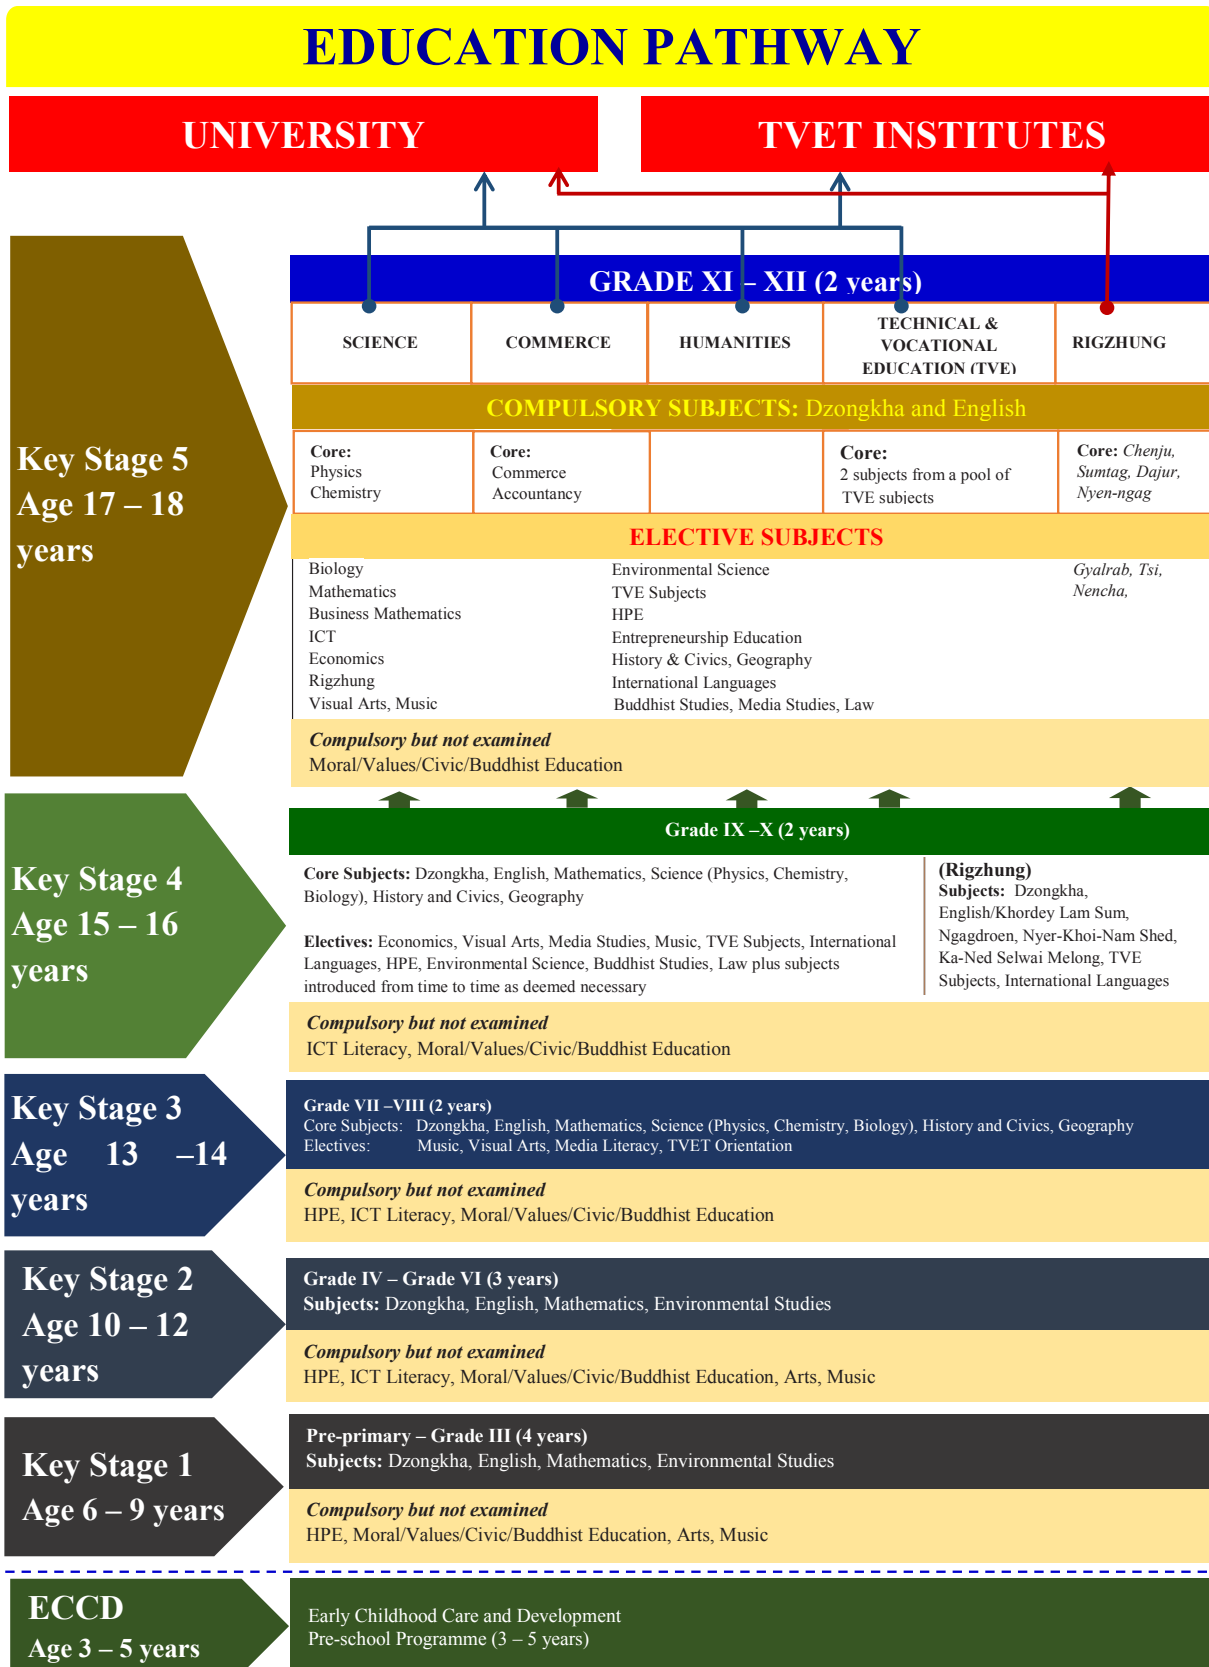 EDUCATION PATHWAY
UNIVERSITY
TVET INSTITUTES
Key Stage 5
Age 17 – 18
years
GRADE XI – XII (2 years)
SCIENCE
COMMERCE
HUMANITIES
TECHNICAL &
VOCATIONAL
EDUCATION (TVE)
RIGZHUNG
COMPULSORY SUBJECTS: Dzongkha and English
Core:
Physics
Chemistry
Core:
Commerce
Accountancy
Core:
2 subjects from a pool of
TVE subjects
Core: Chenju,
Sumtag, Dajur,
Nyen-ngag
ELECTIVE SUBJECTS
Biology
Mathematics
Business Mathematics
ICT
Economics
Rigzhung
Visual Arts, Music
Environmental Science
TVE Subjects
HPE
Entrepreneurship Education
History & Civics, Geography
International Languages
Buddhist Studies, Media Studies, Law
Gyalrab, Tsi,
Nencha,
Compulsory but not examined
Moral/Values/Civic/Buddhist Education
Key Stage 4
Age 15 – 16
years
Grade IX –X (2 years)
Core Subjects: Dzongkha, English, Mathematics, Science (Physics, Chemistry,
Biology), History and Civics, Geography
Electives: Economics, Visual Arts, Media Studies, Music, TVE Subjects, International
Languages, HPE, Environmental Science, Buddhist Studies, Law plus subjects
introduced from time to time as deemed necessary
(Rigzhung)
Subjects: Dzongkha,
English/Khordey Lam Sum,
Ngagdroen, Nyer-Khoi-Nam Shed,
Ka-Ned Selwai Melong, TVE
Subjects, International Languages
Compulsory but not examined
ICT Literacy, Moral/Values/Civic/Buddhist Education
Key Stage 3
Age 13 –14
years
Grade VII –VIII (2 years)
Core Subjects: Dzongkha, English, Mathematics, Science (Physics, Chemistry, Biology), History and Civics, Geography
Electives: Music, Visual Arts, Media Literacy, TVET Orientation
Compulsory but not examined
HPE, ICT Literacy, Moral/Values/Civic/Buddhist Education
Key Stage 2
Age 10 – 12
years
Grade IV – Grade VI (3 years)
Subjects: Dzongkha, English, Mathematics, Environmental Studies
Compulsory but not examined
HPE, ICT Literacy, Moral/Values/Civic/Buddhist Education, Arts, Music
Key Stage 1
Age 6 – 9 years
Pre-primary – Grade III (4 years)
Subjects: Dzongkha, English, Mathematics, Environmental Studies
Compulsory but not examined
HPE, Moral/Values/Civic/Buddhist Education, Arts, Music
ECCD
Age 3 – 5 years
Early Childhood Care and Development
Pre-school Programme (3 – 5 years)